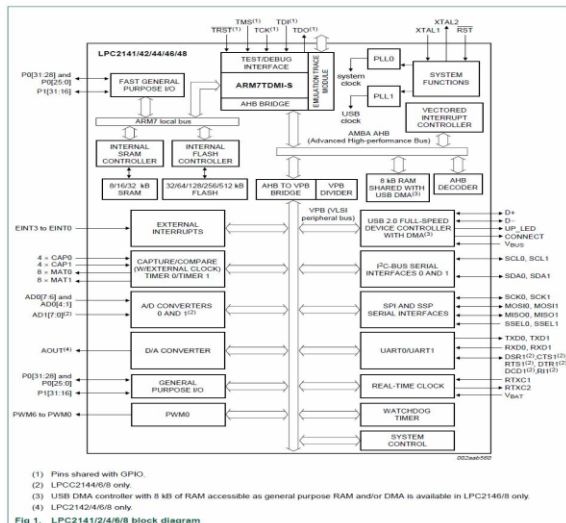 TMS(1) TDI(1)
TRST(1) TCK(1) TDO(1)
XTAL2
XTAL1 RST
LPC2141/42/44/46/48
P0[31:28] and
P0[25:0]
P1[31:16]
FAST GENERAL
PURPOSE I/O
TEST/DEBUG
INTERFACE
ARM7TDMI-S
AHB BRIDGE
EMULATION TRACE
MODULE
PLL0
system
clock
PLL1
USB
clock
SYSTEM
FUNCTIONS
VECTORED
INTERRUPT
CONTROLLER
ARM7 local bus
AMBA AHB
(Advanced High-performance Bus)
INTERNAL
SRAM
CONTROLLER
INTERNAL
FLASH
CONTROLLER
8/16/32 kB
SRAM
32/64/128/256/512 kB
FLASH
AHB TO VPB
BRIDGE
VPB
DIVIDER
8 kB RAM
SHARED WITH
USB DMA(3)
AHB
DECODER
VPB (VLSI
peripheral bus)
EINT3 to EINT0
EXTERNAL
INTERRUPTS
USB 2.0 FULL-SPEED
DEVICE CONTROLLER
WITH DMA(3)
D+
D−
UP_LED
CONNECT
VBUS
4 × CAP0
4 × CAP1
8 × MAT0
8 × MAT1
CAPTURE/COMPARE
(W/EXTERNAL CLOCK)
TIMER 0/TIMER 1
I2C-BUS SERIAL
INTERFACES 0 AND 1
SCL0, SCL1
SDA0, SDA1
AD0[7:6] and
AD0[4:1]
AD1[7:0](2)
A/D CONVERTERS
0 AND 1(2)
SPI AND SSP
SERIAL INTERFACES
SCK0, SCK1
MOSI0, MOSI1
MISO0, MISO1
SSEL0, SSEL1
AOUT(4)
D/A CONVERTER
UART0/UART1
TXD0, TXD1
RXD0, RXD1
DSR1(2),CTS1(2),
RTS1(2), DTR1(2)
DCD1(2),RI1(2)
P0[31:28] and
P0[25:0]
P1[31:16]
GENERAL
PURPOSE I/O
REAL-TIME CLOCK
RTXC1
RTXC2
VBAT
PWM6 to PWM0
PWM0
WATCHDOG
TIMER
SYSTEM
CONTROL
002aab560
(1) Pins shared with GPIO.
(2) LPCC2144/6/8 only.
(3) USB DMA controller with 8 kB of RAM accessible as general purpose RAM and/or DMA is available in LPC2146/8 only.
(4) LPC2142/4/6/8 only.
Fig 1. LPC2141/2/4/6/8 block diagram